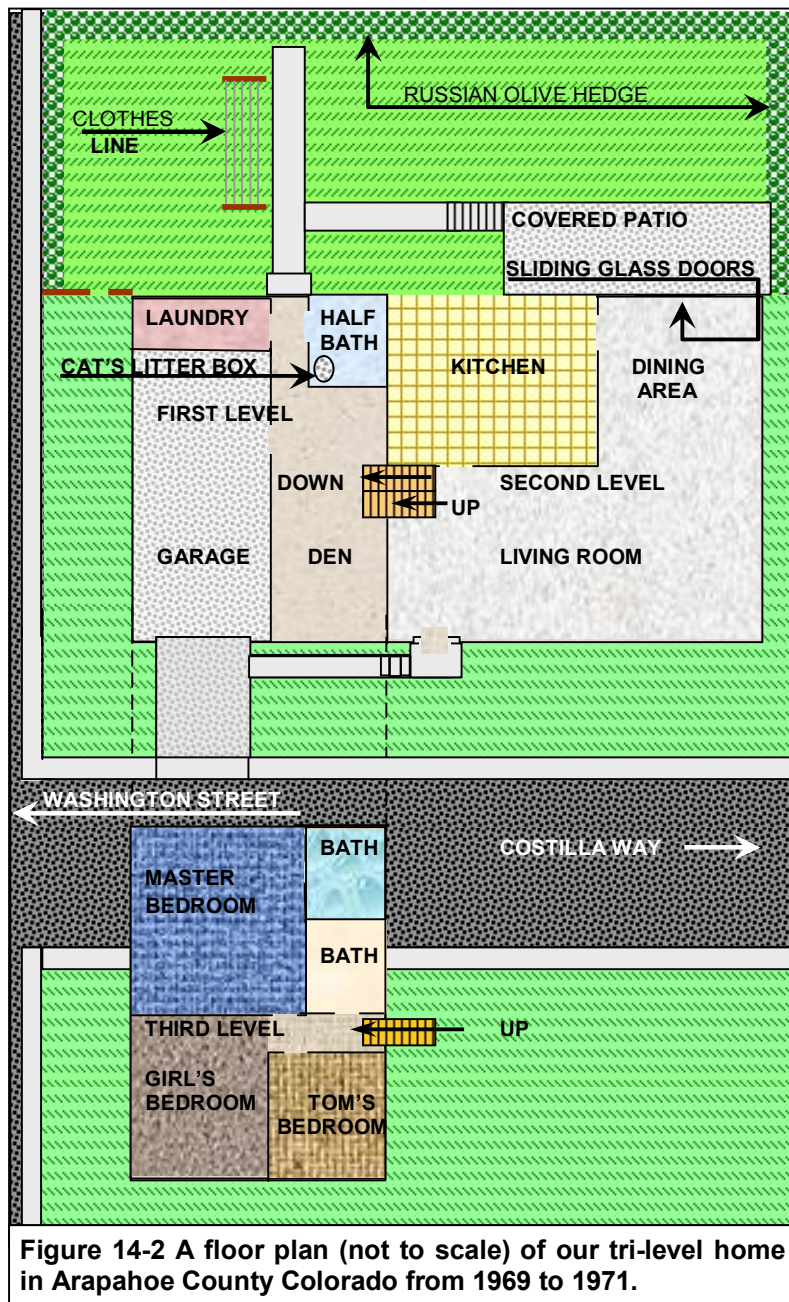 RUSSIAN OLIVE HEDGE
CLOTHES
LINE
COVERED PATIO
SLIDING GLASS DOORS
LAUNDRY
HALF
BATH
KITCHEN
DINING
AREA
CAT'S LITTER BOX
FIRST LEVEL
DOWN
SECOND LEVEL
UP
GARAGE
DEN
LIVING ROOM
WASHINGTON STREET
COSTILLA WAY
BATH
MASTER
BEDROOM
BATH
THIRD LEVEL
UP
GIRL'S
BEDROOM
TOM'S
BEDROOM
Figure 14-2 A floor plan (not to scale) of our tri-level home
in Arapahoe County Colorado from 1969 to 1971.